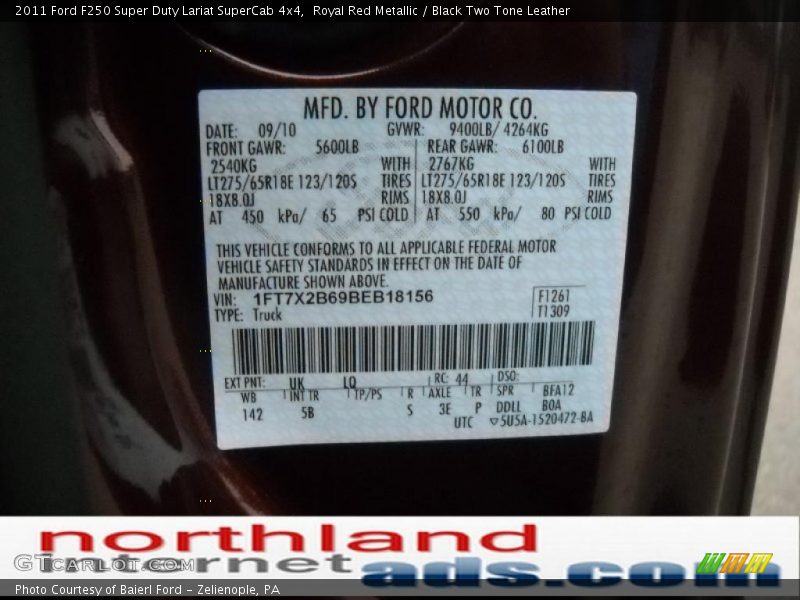 2011 Ford F250 Super Duty Lariat SuperCab 4x4,  Royal Red Metallic / Black Two Tone Leather
MFD. BY FORD MOTOR CO.
DATE: 09/10 GVWR: 9400LB/ 4264KG
FRONT GAWR: 5600LB REAR GAWR: 6100LB
2540KG WITH 2767KG WITH
LT275/65R18E 123/120S TIRES LT275/65R18E 123/120S TIRES
18X8.0J RIMS 18X8.0J RIMS
AT 450 kPa/ 65 PSI COLD AT 550 kPa/ 80 PSI COLD
THIS VEHICLE CONFORMS TO ALL APPLICABLE FEDERAL MOTOR
VEHICLE SAFETY STANDARDS IN EFFECT ON THE DATE OF
MANUFACTURE SHOWN ABOVE.
VIN: 1FT7X2B69BEB18156 F1261
TYPE: Truck T1309
EXT PNT: UK LQ RC: 44 DSO:
WB INT TR TP/PS R AXLE TR SPR BFA12
142 5B S 3E P DDLL BOA
UTC ▽5U5A-1520472-BA
northland
internet
ads.com
GTCARLOT.COM
Photo Courtesy of Baierl Ford - Zelienople, PA